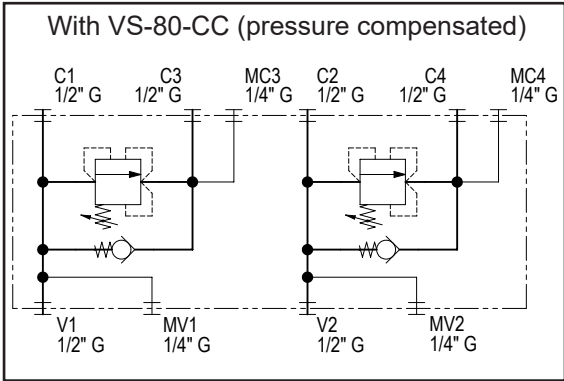 With VS-80-CC (pressure compensated)
C1 C3 MC3 C2 C4 MC4
1/2" G 1/2" G 1/4" G 1/2" G 1/2" G 1/4" G
V1 MV1 V2 MV2
1/2" G 1/4" G 1/2" G 1/4" G